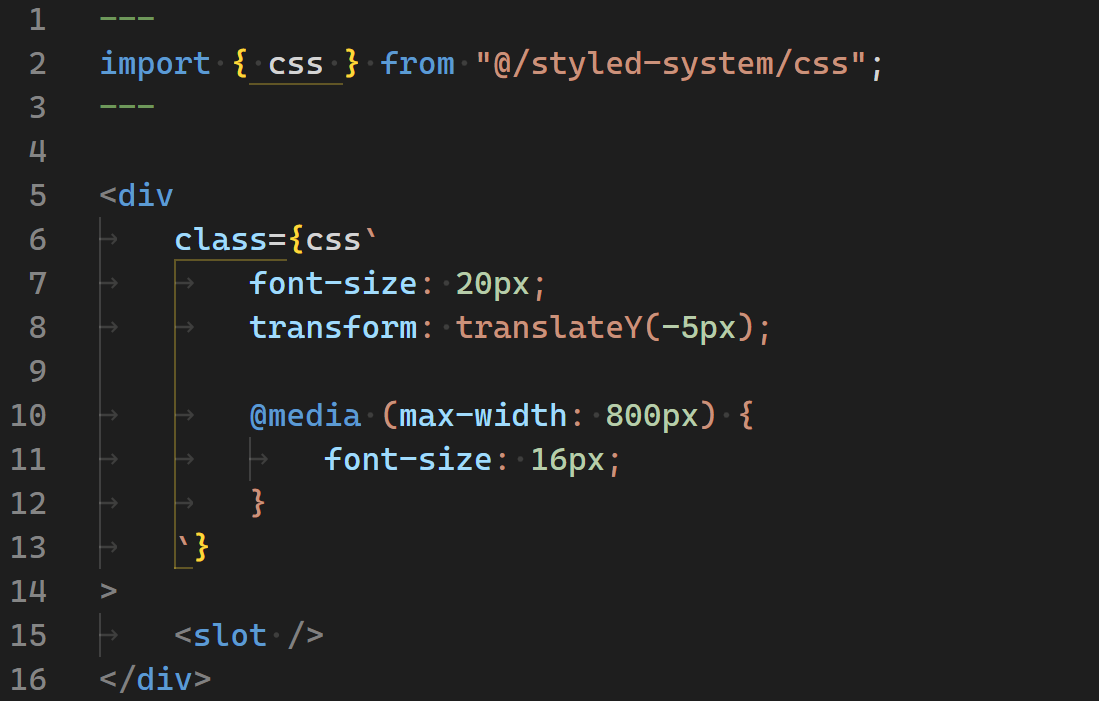 1 ---
2 import { css } from "@/styled-system/css";
3 ---
4
5 <div
6 class={css`
7 font-size: 20px;
8 transform: translateY(-5px);
9
10 @media (max-width: 800px) {
11 font-size: 16px;
12 }
13 `}
14 >
15 <slot />
16 </div>